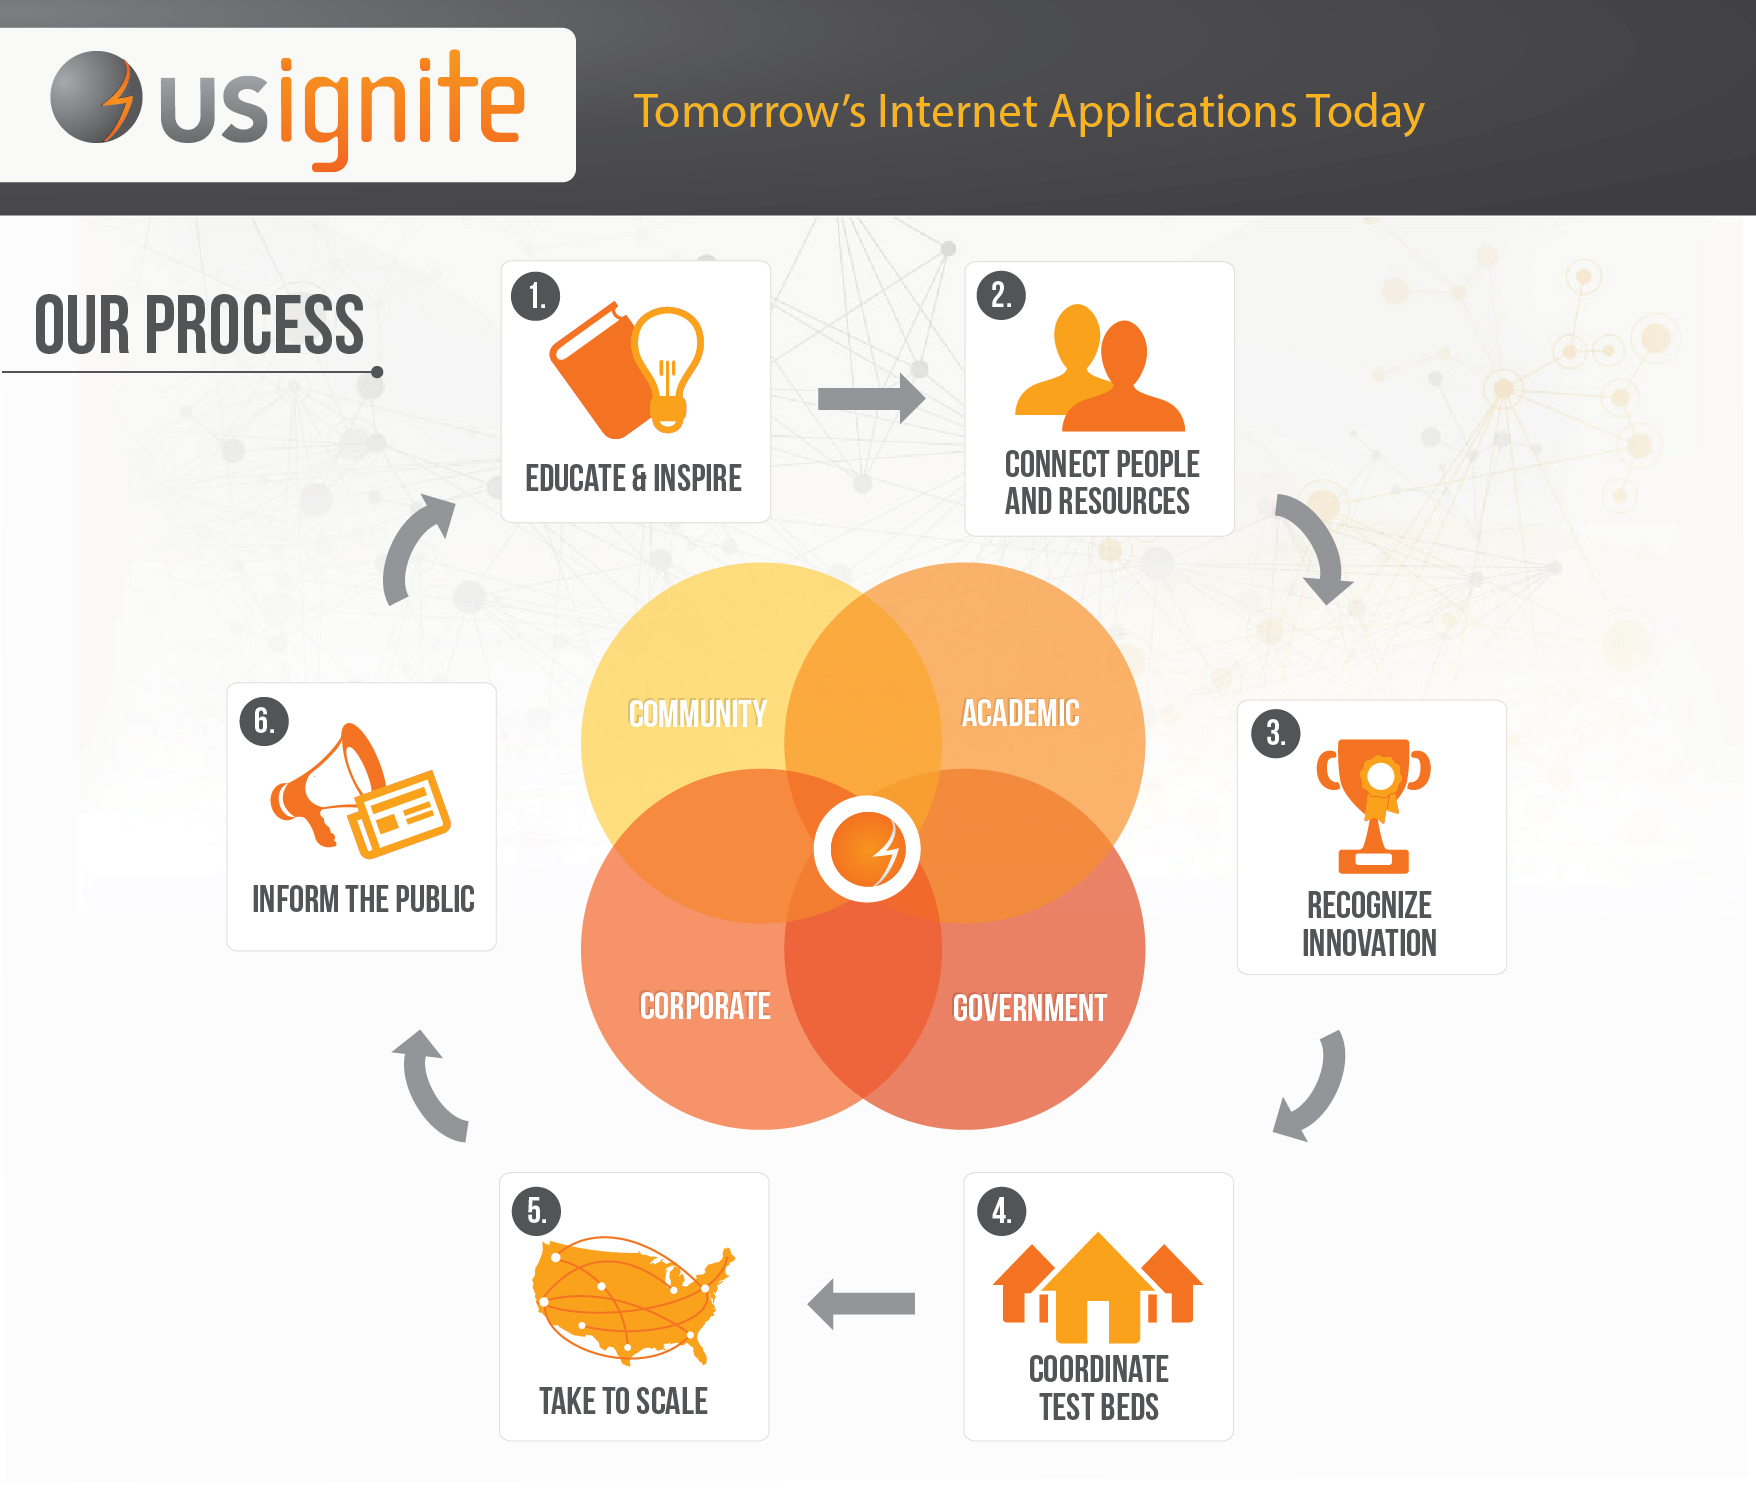 usignite
Tomorrow's Internet Applications Today
OUR PROCESS
1.
EDUCATE & INSPIRE
2.
CONNECT PEOPLE
AND RESOURCES
3.
RECOGNIZE
INNOVATION
4.
COORDINATE
TEST BEDS
5.
TAKE TO SCALE
6.
INFORM THE PUBLIC
COMMUNITY
ACADEMIC
CORPORATE
GOVERNMENT